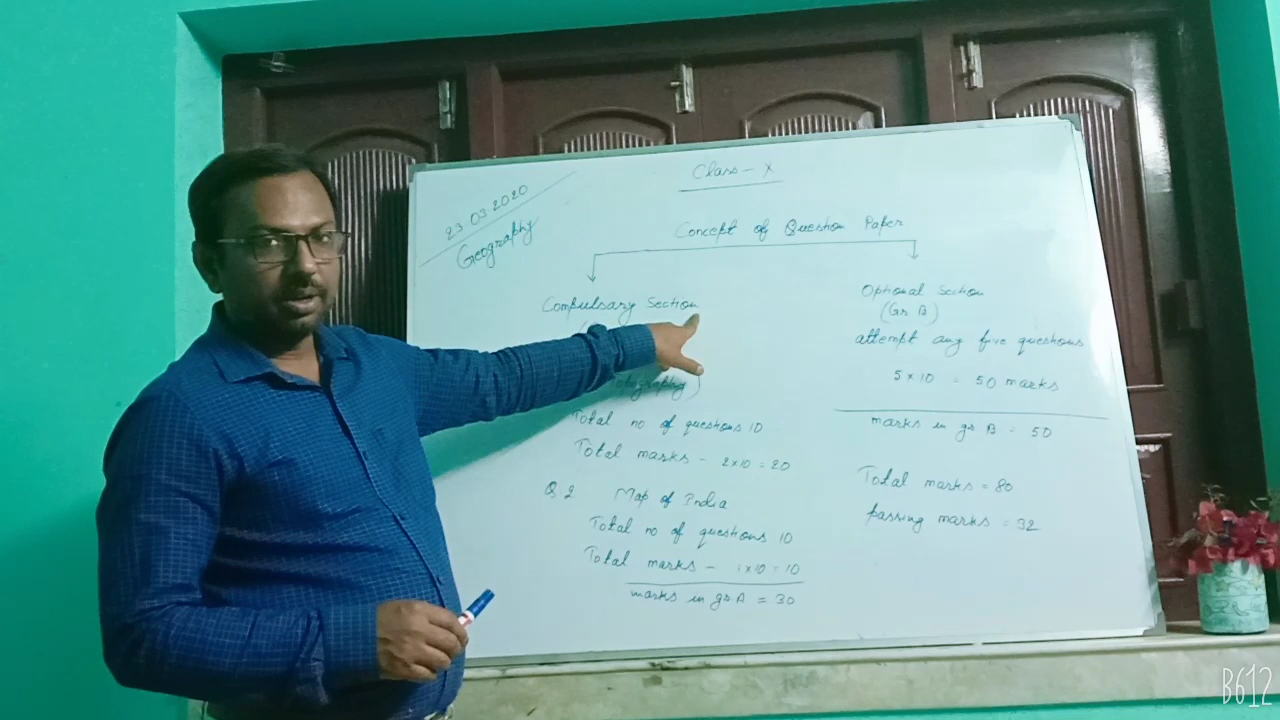 Class - X
23.03.2020
Geography
Concept of Question Paper
Compulsary Section
Topography)
Total no of questions 10
Total marks - 2x10 = 20
Q.2 Map of India
Total no of questions 10
Total marks - 1x10 = 10
marks in gr A = 30
Optional Section
(Gr B)
attempt any five questions
5 x 10 = 50 marks
marks in gr B = 50
Total marks = 80
passing marks = 32
B612